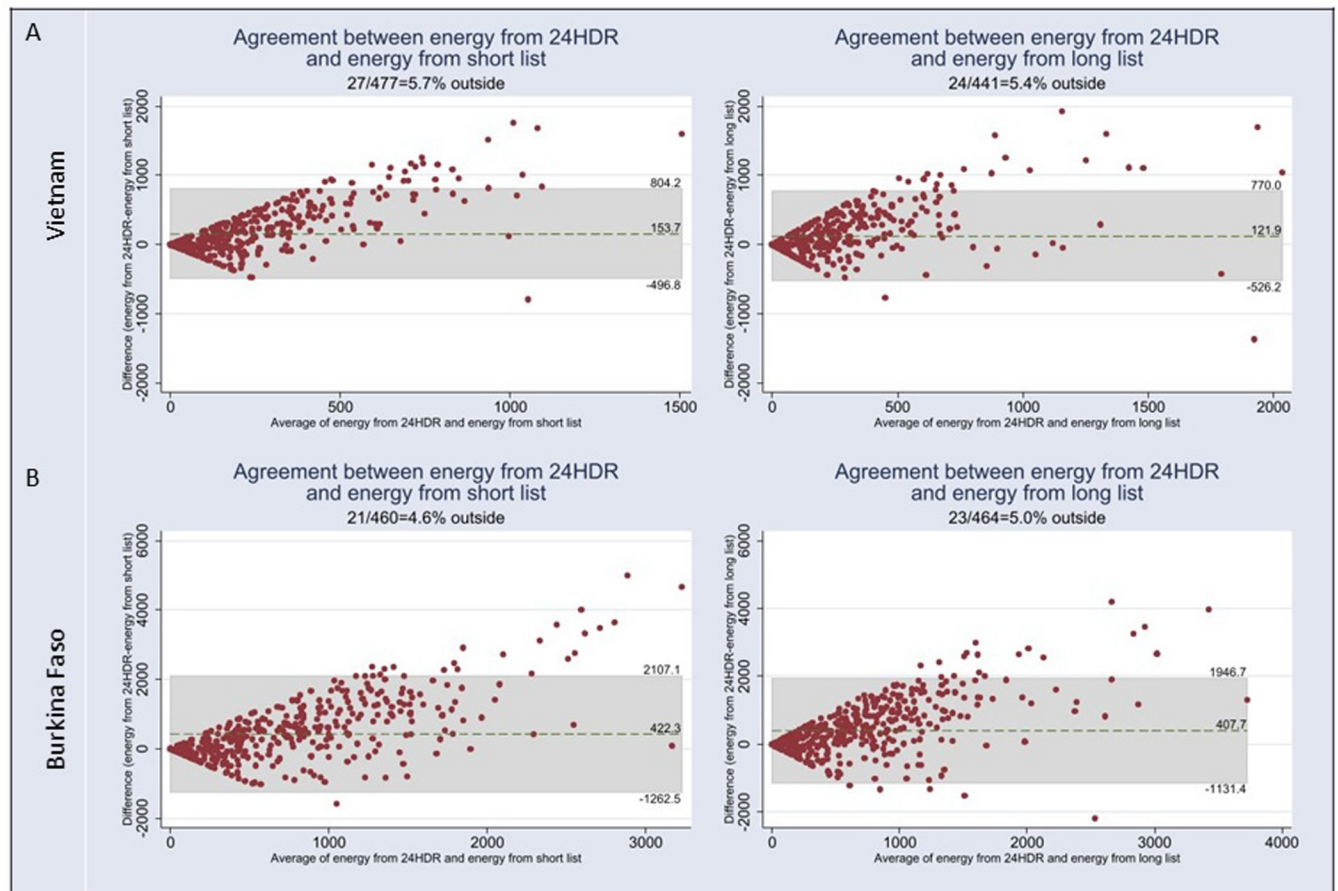 A
Vietnam
Agreement between energy from 24HDR
and energy from short list
27/477=5.7% outside
Difference (energy from 24HDR-energy from short list)
2000
1000
0
-1000
-2000
804.2
153.7
-496.8
0 500 1000 1500
Average of energy from 24HDR and energy from short list
Agreement between energy from 24HDR
and energy from long list
24/441=5.4% outside
Difference (energy from 24HDR-energy from long list)
2000
1000
0
-1000
-2000
770.0
121.9
-526.2
0 500 1000 1500 2000
Average of energy from 24HDR and energy from long list
B
Burkina Faso
Agreement between energy from 24HDR
and energy from short list
21/460=4.6% outside
Difference (energy from 24HDR-energy from short list)
6000
4000
2000
0
-2000
2107.1
422.3
-1262.5
0 1000 2000 3000
Average of energy from 24HDR and energy from short list
Agreement between energy from 24HDR
and energy from long list
23/464=5.0% outside
Difference (energy from 24HDR-energy from long list)
6000
4000
2000
0
-2000
1946.7
407.7
-1131.4
0 1000 2000 3000 4000
Average of energy from 24HDR and energy from long list